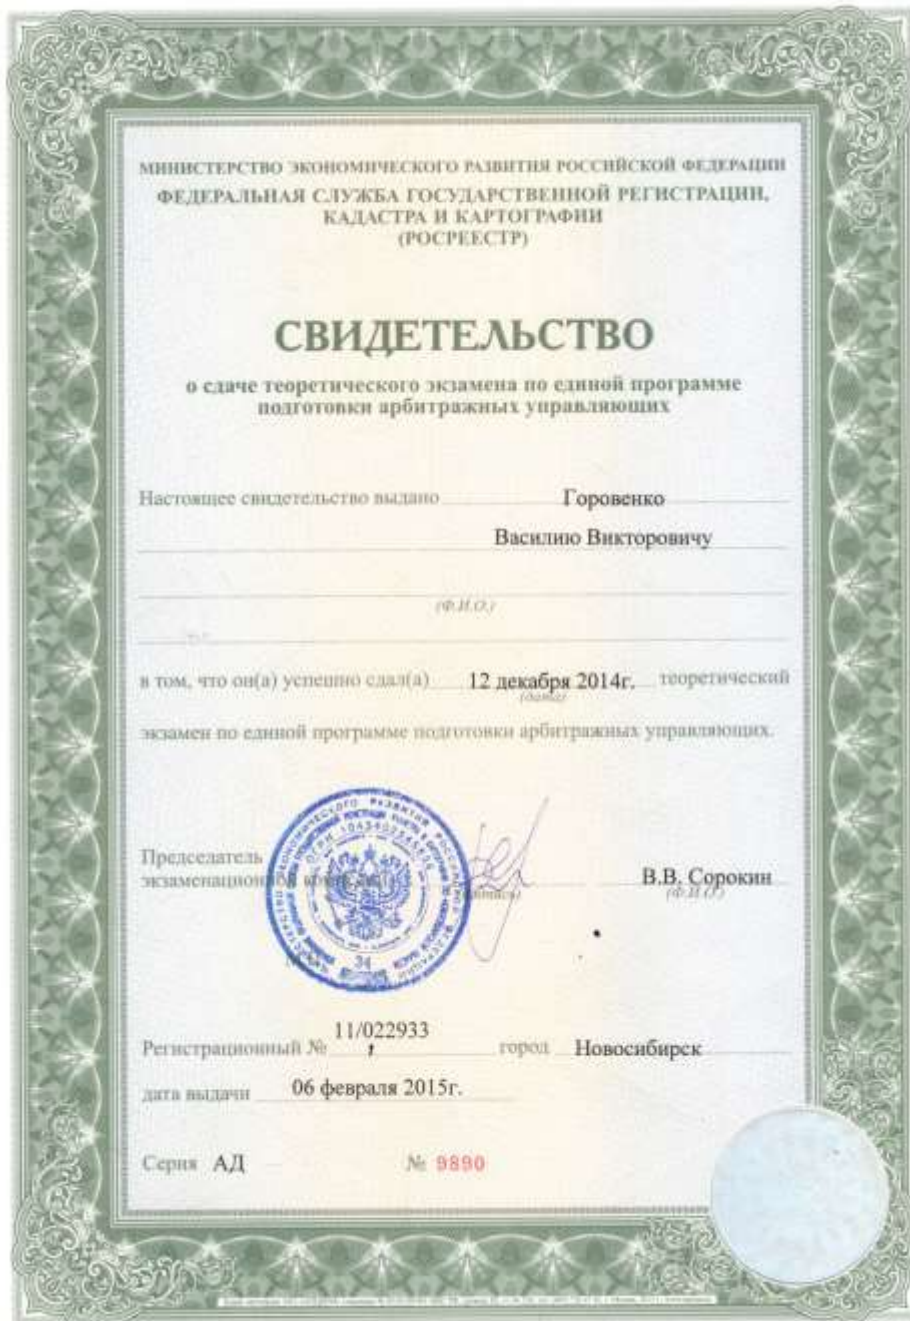 МИНИСТЕРСТВО ЭКОНОМИЧЕСКОГО РАЗВИТИЯ РОССИЙСКОЙ ФЕДЕРАЦИИ
ФЕДЕРАЛЬНАЯ СЛУЖБА ГОСУДАРСТВЕННОЙ РЕГИСТРАЦИИ,
КАДАСТРА И КАРТОГРАФИИ
(РОСРЕЕСТР)
СВИДЕТЕЛЬСТВО
о сдаче теоретического экзамена по единой программе
подготовки арбитражных управляющих
Настоящее свидетельство выдано Горовенко
Василию Викторовичу
(Ф.И.О.)
в том, что он(а) успешно сдал(а) 12 декабря 2014г. теоретический
(дата)
экзамен по единой программе подготовки арбитражных управляющих.
Председатель
экзаменационной В.В. Сорокин
(подпись) (Ф.И.О.)
11/022933
Регистрационный № город Новосибирск
дата выдачи 06 февраля 2015г.
Серия АД № 9890